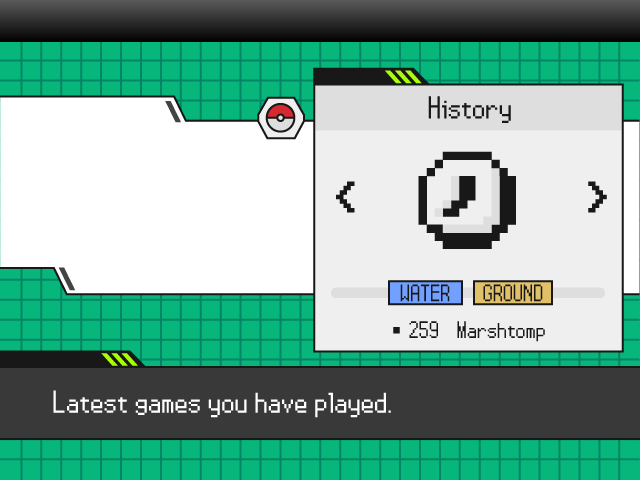 History
WATER GROUND
▪ 259 Marshtomp
Latest games you have played.